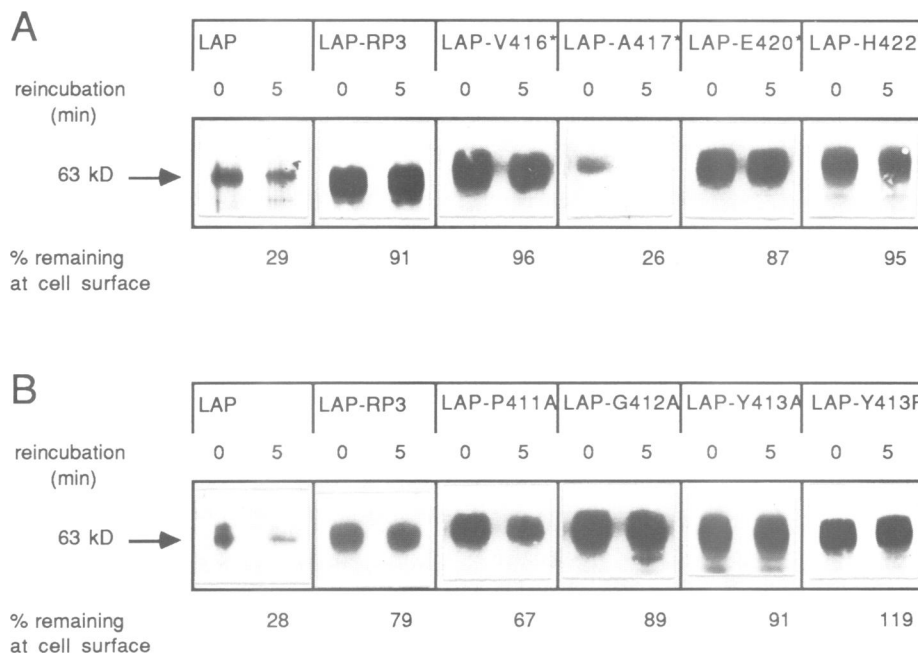 A
LAP LAP-RP3 LAP-V416* LAP-A417* LAP-E420* LAP-H422
reincubation 0 5 0 5 0 5 0 5 0 5 0 5
(min)
63 kD
% remaining 29 91 96 26 87 95
at cell surface
B
LAP LAP-RP3 LAP-P411A LAP-G412A LAP-Y413A LAP-Y413F
reincubation 0 5 0 5 0 5 0 5 0 5 0 5
(min)
63 kD
% remaining 28 79 67 89 91 119
at cell surface